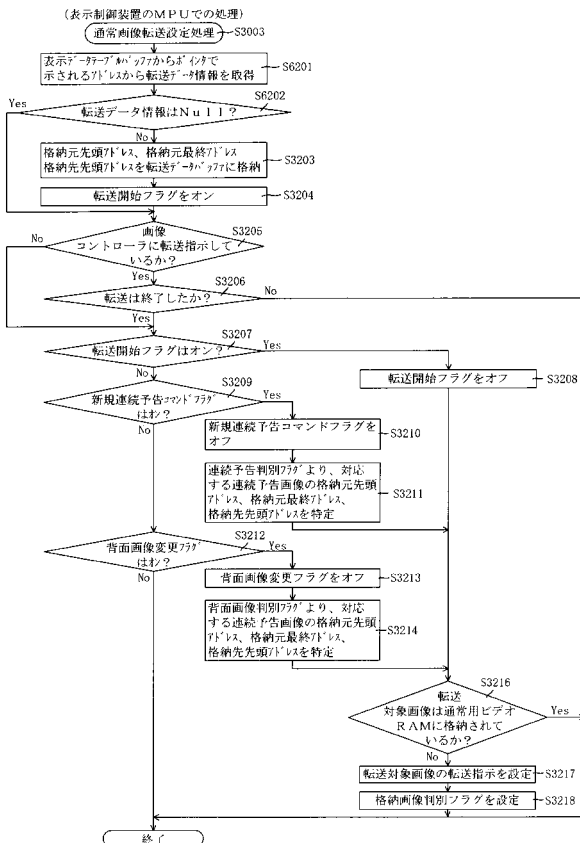 (表示制御装置のMPUでの処理)
通常画像転送設定処理
S3003
表示データテーブルバッファからポインタで
示されるアドレスから転送データ情報を取得
S6201
S6202
Yes
転送データ情報はNull?
No
格納元先頭アドレス、格納元最終アドレス
格納先先頭アドレスを転送データバッファに格納
S3203
転送開始フラグをオン
S3204
画像
コントローラに転送指示して
いるか?
S3205
No
Yes
S3206
転送は終了したか?
No
Yes
S3207
転送開始フラグはオン?
Yes
No
転送開始フラグをオフ
S3208
S3209
新規連続予告コマンドフラグ
はオン?
Yes
No
新規連続予告コマンドフラグを
オフ
S3210
連続予告判別フラグより、対応
する連続予告画像の格納元先頭
アドレス、格納元最終アドレス、
格納先先頭アドレスを特定
S3211
S3212
背面画像変更フラグ
はオン?
Yes
No
背面画像変更フラグをオフ
S3213
背面画像判別フラグより、対応
する連続予告画像の格納元先頭
アドレス、格納元最終アドレス、
格納先先頭アドレスを特定
S3214
S3216
転送
対象画像は通常用ビデオ
RAMに格納されて
いるか?
Yes
No
転送対象画像の転送指示を設定
S3217
格納画像判別フラグを設定
S3218
終了